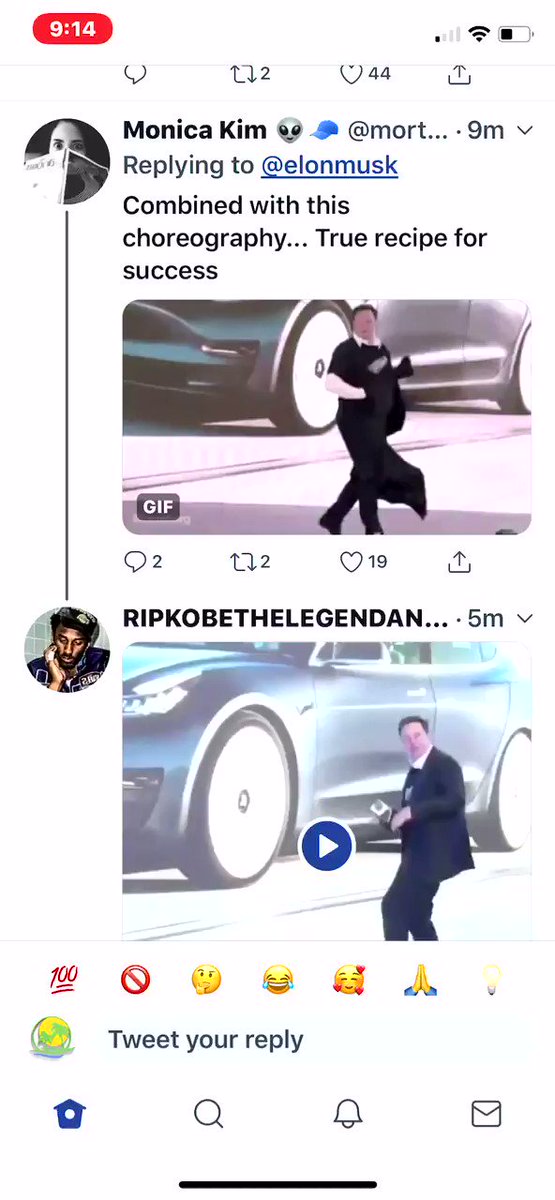 9:14
2
44
Monica Kim 👽 🧢 @mort... · 9m
Replying to @elonmusk
Combined with this
choreography... True recipe for
success
GIF
2
2
19
RIPKOBETHELEGENDAN... · 5m
💯 🚫 🤔 😂 🥰 🙏 💡
Tweet your reply